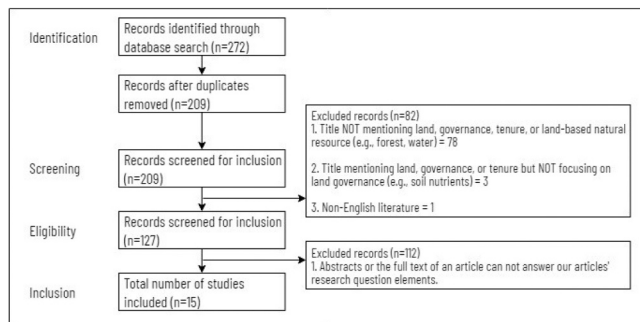 Identification
Records identified through
database search (n=272)
Records after duplicates
removed (n=209)
Excluded records (n=82)
1. Title NOT mentioning land, governance, tenure, or land-based natural
resource (e.g., forest, water) = 78
2. Title mentioning land, governance, or tenure but NOT focusing on
land governance (e.g., soil nutrients) = 3
3. Non-English literature = 1
Screening
Records screened for inclusion
(n=209)
Eligibility
Records screened for inclusion
(n=127)
Excluded records (n=112)
1. Abstracts or the full text of an article can not answer our articles'
research question elements.
Inclusion
Total number of studies
included (n=15)